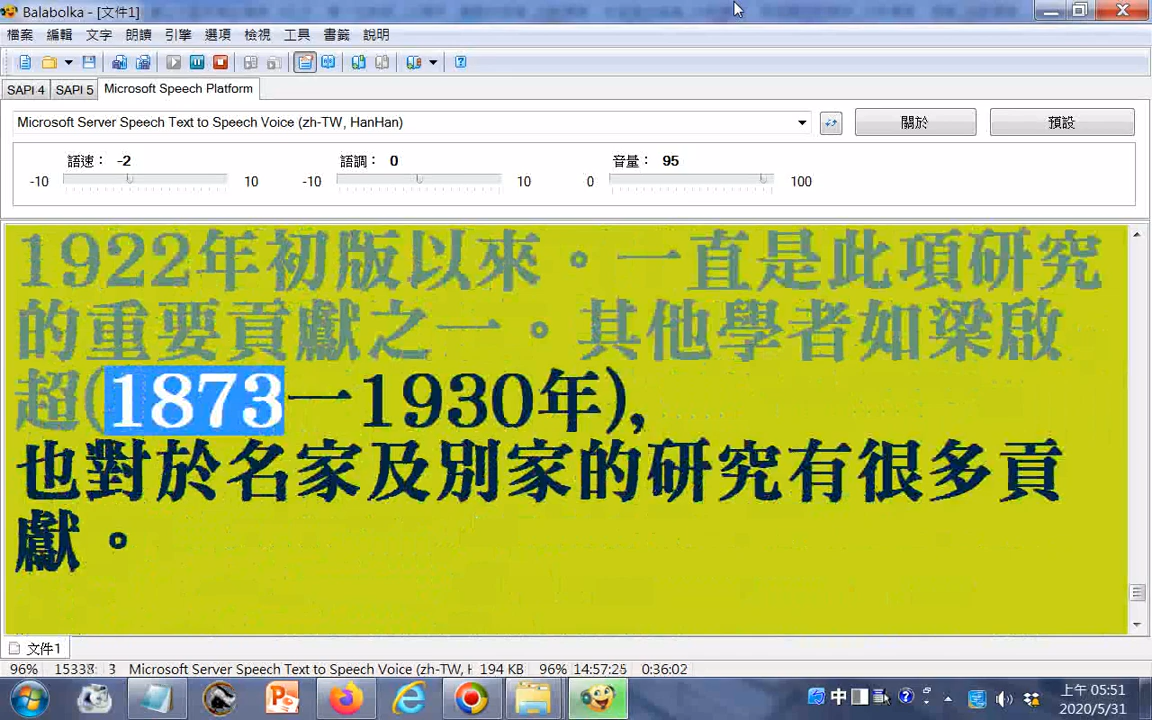 Balabolka - [文件1]
檔案 編輯 文字 朗讀 引擎 選項 檢視 工具 書籤 說明
SAPI 4 SAPI 5 Microsoft Speech Platform
Microsoft Server Speech Text to Speech Voice (zh-TW, HanHan)
關於 預設
語速： -2 語調： 0 音量： 95
-10 10 -10 10 0 100
1922年初版以來。一直是此項研究
的重要貢獻之一。其他學者如梁啟
超(1873一1930年),
也對於名家及別家的研究有很多貢
獻。
文件1
96% 3 Microsoft Server Speech Text to Speech Voice (zh-TW, H 194 KB 96% 14:57:25 0:36:02
中
上午 05:51
2020/5/31